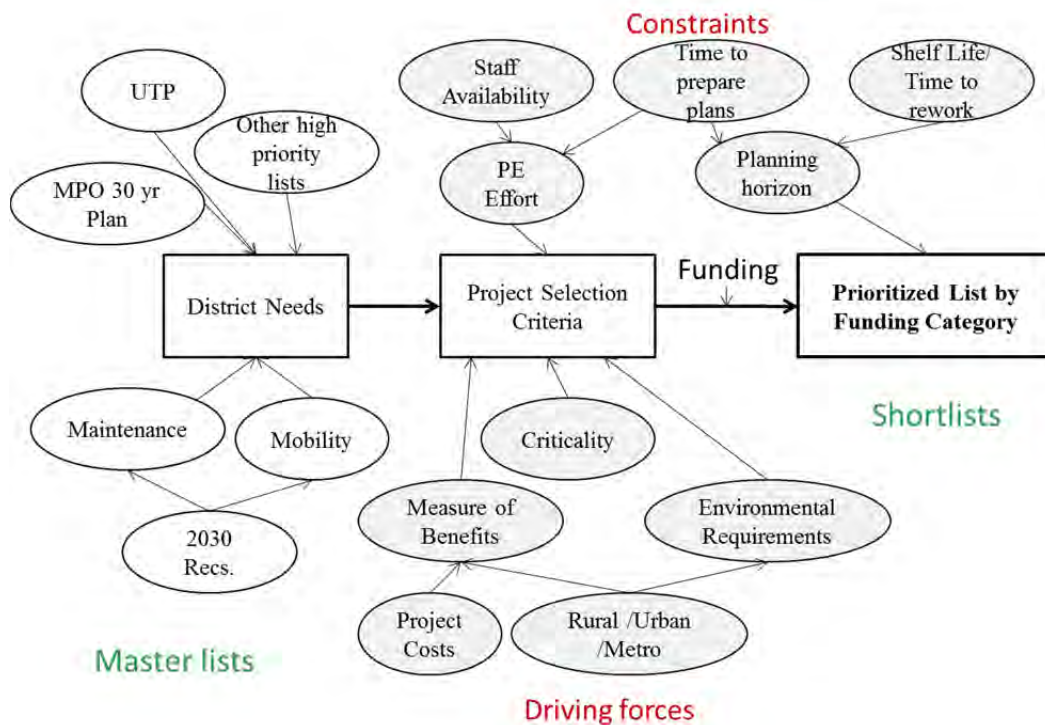 Constraints
UTP
Staff
Availability
Time to
prepare
plans
Shelf Life/
Time to
rework
Other high
priority
lists
MPO 30 yr
Plan
PE
Effort
Planning
horizon
District Needs
Project Selection
Criteria
Funding
Prioritized List by
Funding Category
Maintenance
Mobility
Criticality
Shortlists
2030
Recs.
Measure of
Benefits
Environmental
Requirements
Project
Costs
Rural /Urban
/Metro
Master lists
Driving forces